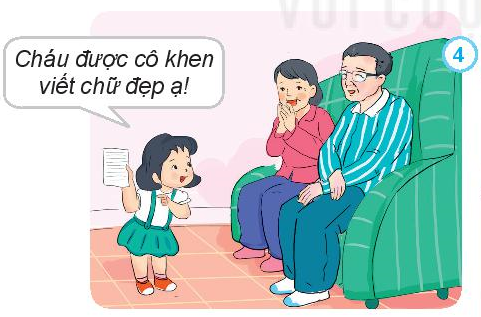 Cháu được cô khen
viết chữ đẹp ạ!
4